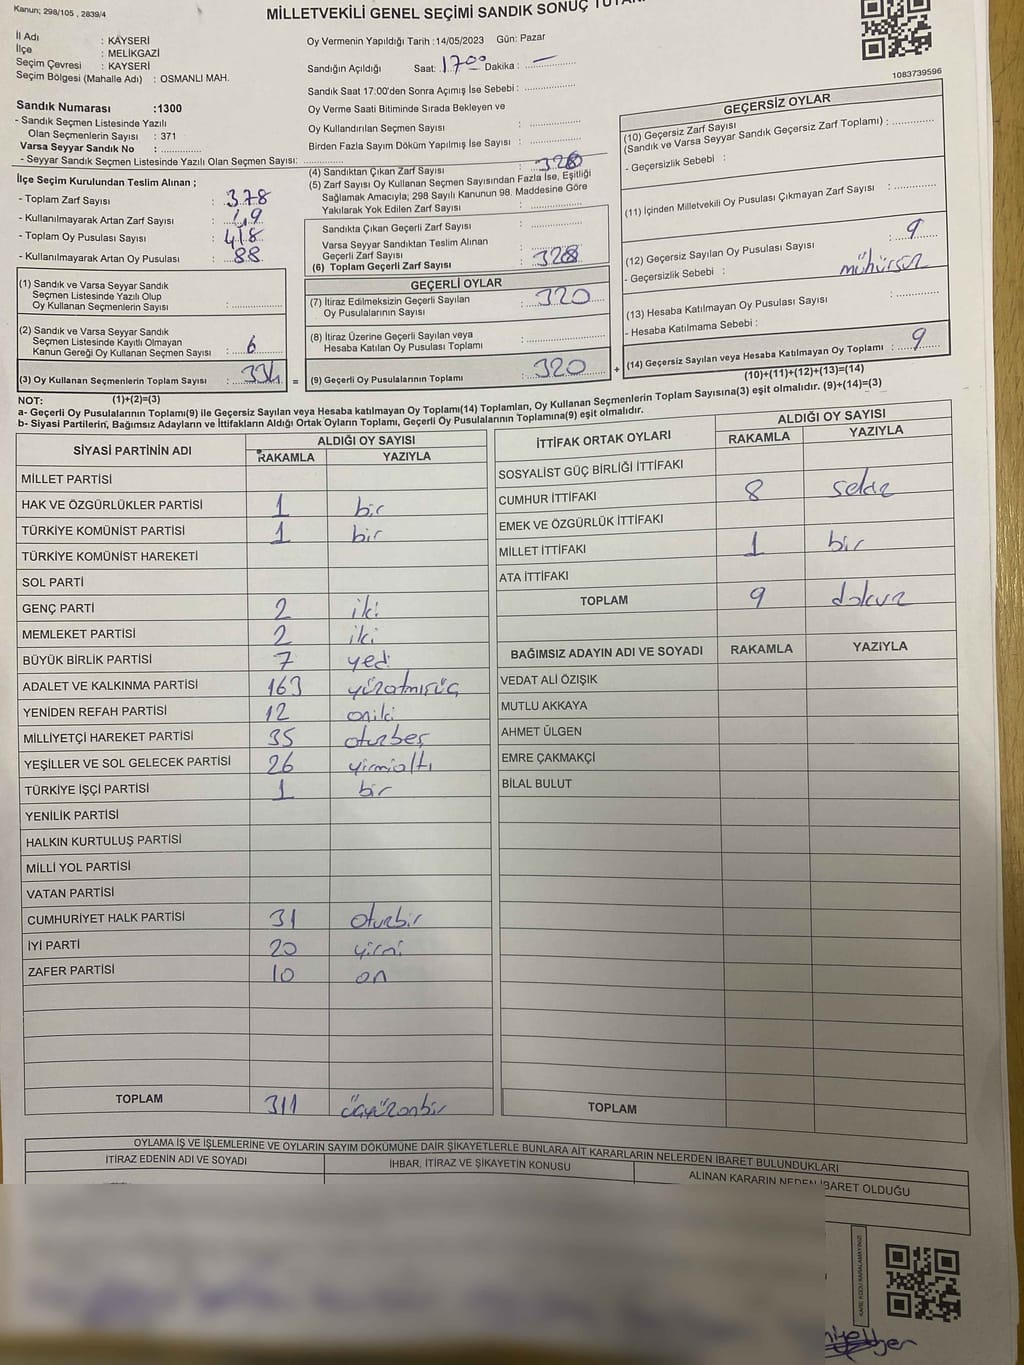 Kanun; 298/105 , 2839/4
MİLLETVEKİLİ GENEL SEÇİMİ SANDIK SONUÇ
İl Adı : KAYSERİ
İlçe : MELİKGAZİ
Seçim Çevresi : KAYSERİ
Seçim Bölgesi (Mahalle Adı) : OSMANLI MAH.
Sandık Numarası :1300
- Sandık Seçmen Listesinde Yazılı
Olan Seçmenlerin Sayısı : 371
Varsa Seyyar Sandık No : ..............
- Seyyar Sandık Seçmen Listesinde Yazılı Olan Seçmen Sayısı: ..............
İlçe Seçim Kurulundan Teslim Alınan ;
- Toplam Zarf Sayısı : 378
- Kullanılmayarak Artan Zarf Sayısı : 49
- Toplam Oy Pusulası Sayısı : 418
- Kullanılmayarak Artan Oy Pusulası : 88
(1) Sandık ve Varsa Seyyar Sandık
Seçmen Listesinde Yazılı Olup
Oy Kullanan Seçmenlerin Sayısı : ..............
(2) Sandık ve Varsa Seyyar Sandık
Seçmen Listesinde Kayıtlı Olmayan
Kanun Gereği Oy Kullanan Seçmen Sayısı : 6
(3) Oy Kullanan Seçmenlerin Toplam Sayısı : 334 =
Oy Vermenin Yapıldığı Tarih :14/05/2023 Gün: Pazar
Sandığın Açıldığı Saat: 17 00 Dakika : —
Sandık Saat 17:00'den Sonra Açımış İse Sebebi : ..............
Oy Verme Saati Bitiminde Sırada Bekleyen ve
Oy Kullandırılan Seçmen Sayısı : ..............
Birden Fazla Sayım Döküm Yapılmış İse Sayısı : ..............
(4) Sandıktan Çıkan Zarf Sayısı : 328
(5) Zarf Sayısı Oy Kullanan Seçmen Sayısından Fazla İse, Eşitliği
Sağlamak Amacıyla; 298 Sayılı Kanunun 98. Maddesine Göre
Yakılarak Yok Edilen Zarf Sayısı : ..............
Sandıkta Çıkan Geçerli Zarf Sayısı : ..............
Varsa Seyyar Sandıktan Teslim Alınan
Geçerli Zarf Sayısı : ..............
(6) Toplam Geçerli Zarf Sayısı : 328
GEÇERLİ OYLAR
(7) İtiraz Edilmeksizin Geçerli Sayılan
Oy Pusulalarının Sayısı : 320
(8) İtiraz Üzerine Geçerli Sayılan veya
Hesaba Katılan Oy Pusulası Toplamı : ..............
(9) Geçerli Oy Pusulalarının Toplamı : 320 +
1083739596
GEÇERSİZ OYLAR
(10) Geçersiz Zarf Sayısı
(Sandık ve Varsa Seyyar Sandık Geçersiz Zarf Toplamı) : ..............
- Geçersizlik Sebebi :
(11) İçinden Milletvekili Oy Pusulası Çıkmayan Zarf Sayısı : ..............
(12) Geçersiz Sayılan Oy Pusulası Sayısı : 9
- Geçersizlik Sebebi : mühürsüz
(13) Hesaba Katılmayan Oy Pusulası Sayısı : ..............
- Hesaba Katılmama Sebebi :
(14) Geçersiz Sayılan veya Hesaba Katılmayan Oy Toplamı : 9
NOT: (1)+(2)=(3) (10)+(11)+(12)+(13)=(14)
a- Geçerli Oy Pusulalarının Toplamı(9) ile Geçersiz Sayılan veya Hesaba katılmayan Oy Toplamı(14) Toplamları, Oy Kullanan Seçmenlerin Toplam Sayısına(3) eşit olmalıdır. (9)+(14)=(3)
b- Siyasi Partilerin, Bağımsız Adayların ve İttifakların Aldığı Ortak Oyların Toplamı, Geçerli Oy Pusulalarının Toplamına(9) eşit olmalıdır.
SİYASİ PARTİNİN ADI ALDIĞI OY SAYISI
RAKAMLA YAZIYLA
MİLLET PARTİSİ
HAK VE ÖZGÜRLÜKLER PARTİSİ 1 bir
TÜRKİYE KOMÜNİST PARTİSİ 1 bir
TÜRKİYE KOMÜNİST HAREKETİ
SOL PARTİ
GENÇ PARTİ 2 iki
MEMLEKET PARTİSİ 2 iki
BÜYÜK BİRLİK PARTİSİ 7 yedi
ADALET VE KALKINMA PARTİSİ 163 yüzatmışüç
YENİDEN REFAH PARTİSİ 12 oniki
MİLLİYETÇİ HAREKET PARTİSİ 35 otuzbeş
YEŞİLLER VE SOL GELECEK PARTİSİ 26 yirmialtı
TÜRKİYE İŞÇİ PARTİSİ 1 bir
YENİLİK PARTİSİ
HALKIN KURTULUŞ PARTİSİ
MİLLİ YOL PARTİSİ
VATAN PARTİSİ
CUMHURİYET HALK PARTİSİ 31 otuzbir
İYİ PARTİ 20 yirmi
ZAFER PARTİSİ 10 on
TOPLAM 311 üçyüzonbir
İTTİFAK ORTAK OYLARI ALDIĞI OY SAYISI
RAKAMLA YAZIYLA
SOSYALİST GÜÇ BİRLİĞİ İTTİFAKI
CUMHUR İTTİFAKI 8 sekiz
EMEK VE ÖZGÜRLÜK İTTİFAKI
MİLLET İTTİFAKI 1 bir
ATA İTTİFAKI
TOPLAM 9 dokuz
BAĞIMSIZ ADAYIN ADI VE SOYADI RAKAMLA YAZIYLA
VEDAT ALİ ÖZIŞIK
MUTLU AKKAYA
AHMET ÜLGEN
EMRE ÇAKMAKÇİ
BİLAL BULUT
TOPLAM
OYLAMA İŞ VE İŞLEMLERİNE VE OYLARIN SAYIM DÖKÜMÜNE DAİR ŞİKAYETLERLE BUNLARA AİT KARARLARIN NELERDEN İBARET BULUNDUKLARI
İTİRAZ EDENİN ADI VE SOYADI İHBAR, İTİRAZ VE ŞİKAYETİN KONUSU ALINAN KARARIN NEDEN İBARET OLDUĞU
KARE KODU KARALAMAYINIZ